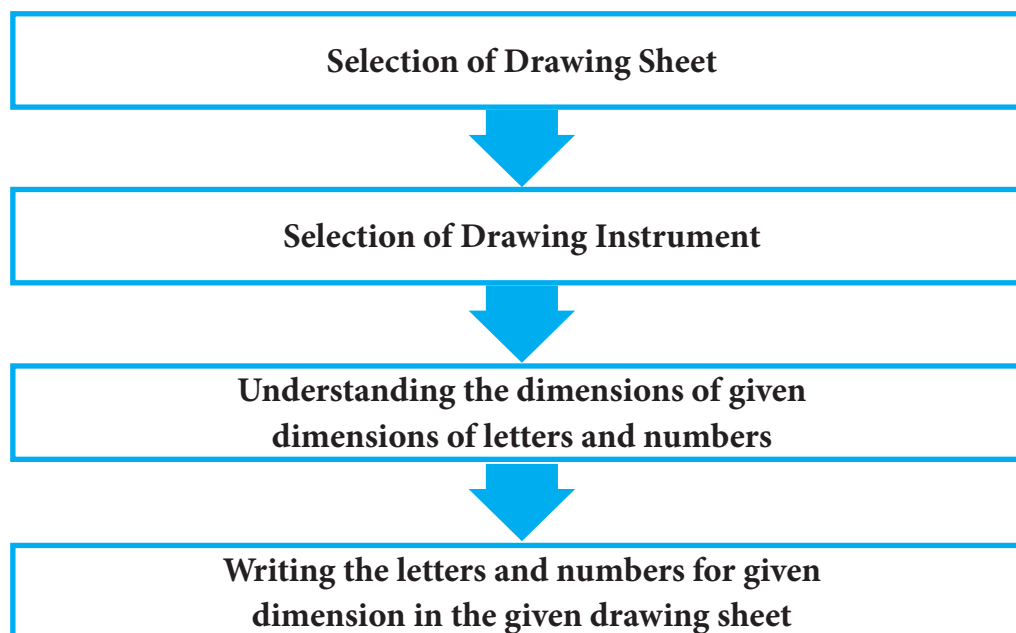 Selection of Drawing Sheet
Selection of Drawing Instrument
Understanding the dimensions of given
dimensions of letters and numbers
Writing the letters and numbers for given
dimension in the given drawing sheet